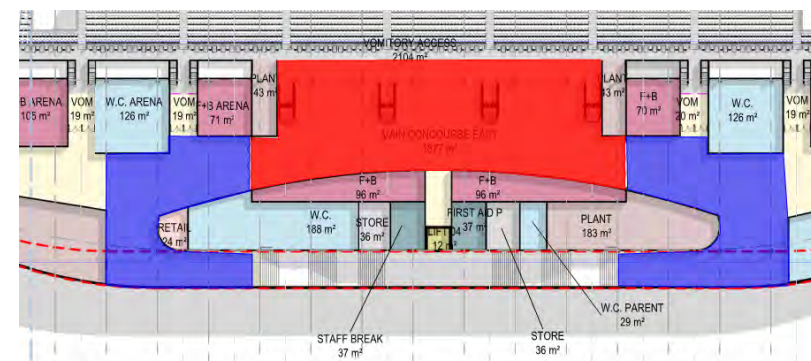 VOMITORY ACCESS
2104 m²
PLANT
43 m²
PLANT
43 m²
B ARENA
105 m²
VOM
19 m²
W.C. ARENA
126 m²
VOM
19 m²
F+B ARENA
71 m²
F+B
70 m²
VOM
20 m²
W.C.
126 m²
VOM
19 m²
MAIN CONCOURSE EAST
1877 m²
F+B
96 m²
F+B
96 m²
RETAIL
24 m²
W.C.
188 m²
STORE
36 m²
LIFT 04
12 m²
FIRST AID P
37 m²
PLANT
183 m²
W.C. PARENT
29 m²
STAFF BREAK
37 m²
STORE
36 m²